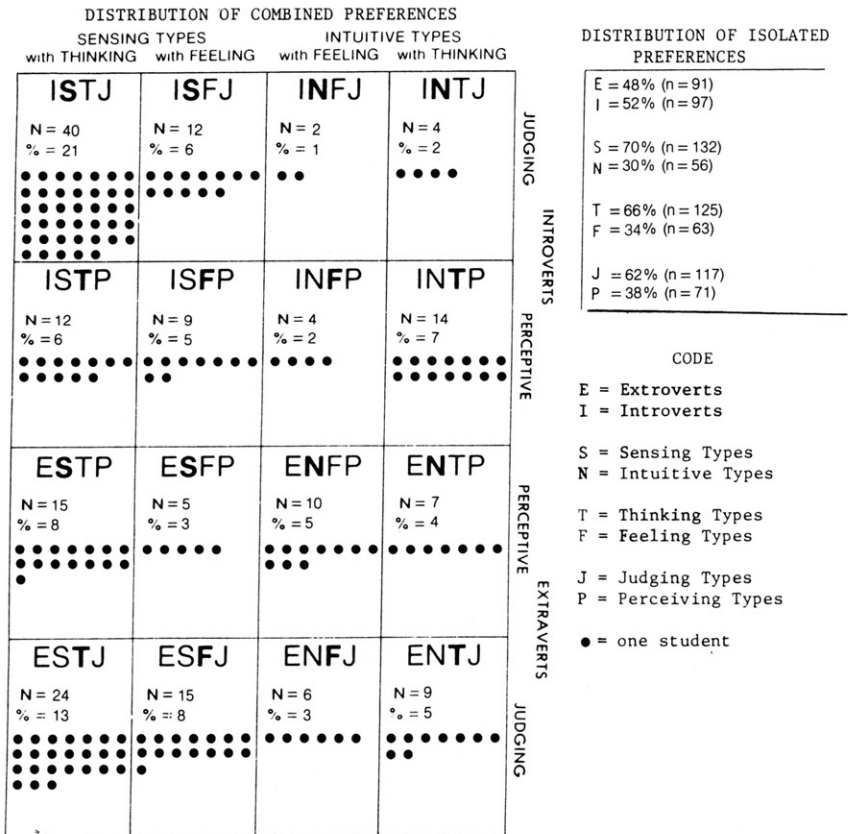 DISTRIBUTION OF COMBINED PREFERENCES
SENSING TYPES INTUITIVE TYPES
with THINKING with FEELING with FEELING with THINKING
ISTJ ISFJ INFJ INTJ
N = 40 N = 12 N = 2 N = 4
% = 21 % = 6 % = 1 % = 2
JUDGING
INTROVERTS
ISTP ISFP INFP INTP
N = 12 N = 9 N = 4 N = 14
% = 6 % = 5 % = 2 % = 7
PERCEPTIVE
ESTP ESFP ENFP ENTP
N = 15 N = 5 N = 10 N = 7
% = 8 % = 3 % = 5 % = 4
PERCEPTIVE
EXTRAVERTS
ESTJ ESFJ ENFJ ENTJ
N = 24 N = 15 N = 6 N = 9
% = 13 % = 8 % = 3 % = 5
JUDGING
DISTRIBUTION OF ISOLATED
PREFERENCES
E = 48% (n = 91)
I = 52% (n = 97)
S = 70% (n = 132)
N = 30% (n = 56)
T = 66% (n = 125)
F = 34% (n = 63)
J = 62% (n = 117)
P = 38% (n = 71)
CODE
E = Extroverts
I = Introverts
S = Sensing Types
N = Intuitive Types
T = Thinking Types
F = Feeling Types
J = Judging Types
P = Perceiving Types
● = one student